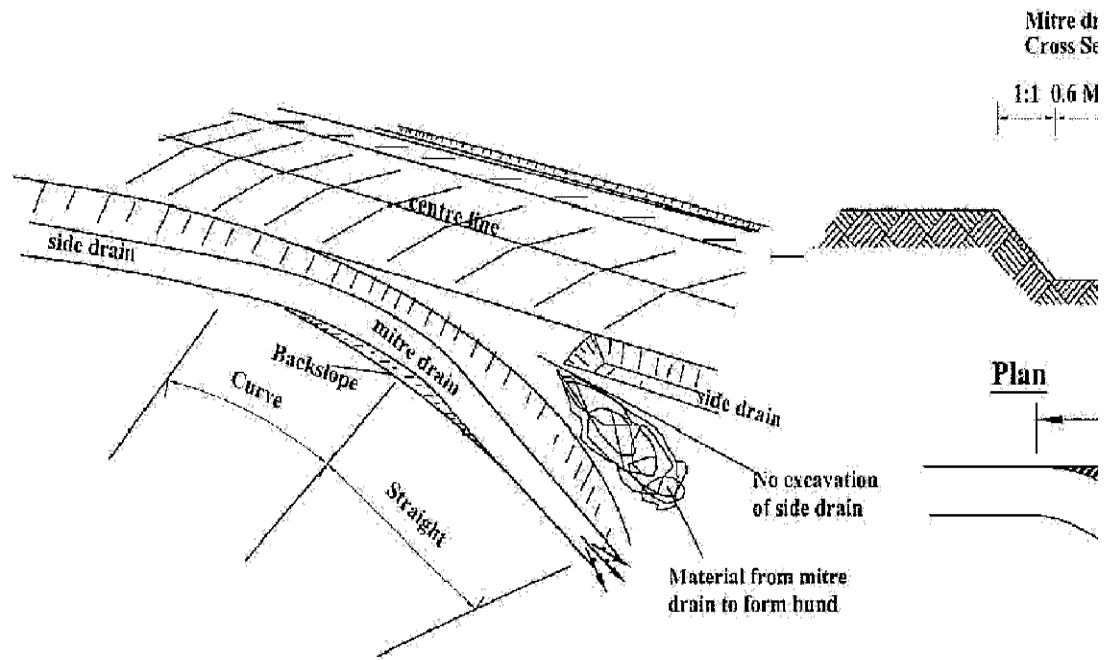 Mitre dr
Cross Se
1:1 0.6 M
centre line
side drain
mitre drain
Backslope
Curve
side drain
Plan
No excavation
of side drain
Straight
Material from mitre
drain to form bund